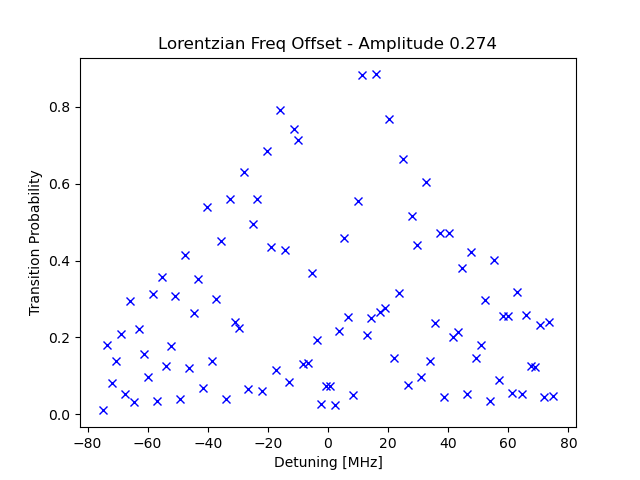 Lorentzian Freq Offset - Amplitude 0.274
0.8
0.6
0.4
0.2
0.0
Transition Probability
−80 −60 −40 −20 0 20 40 60 80
Detuning [MHz]